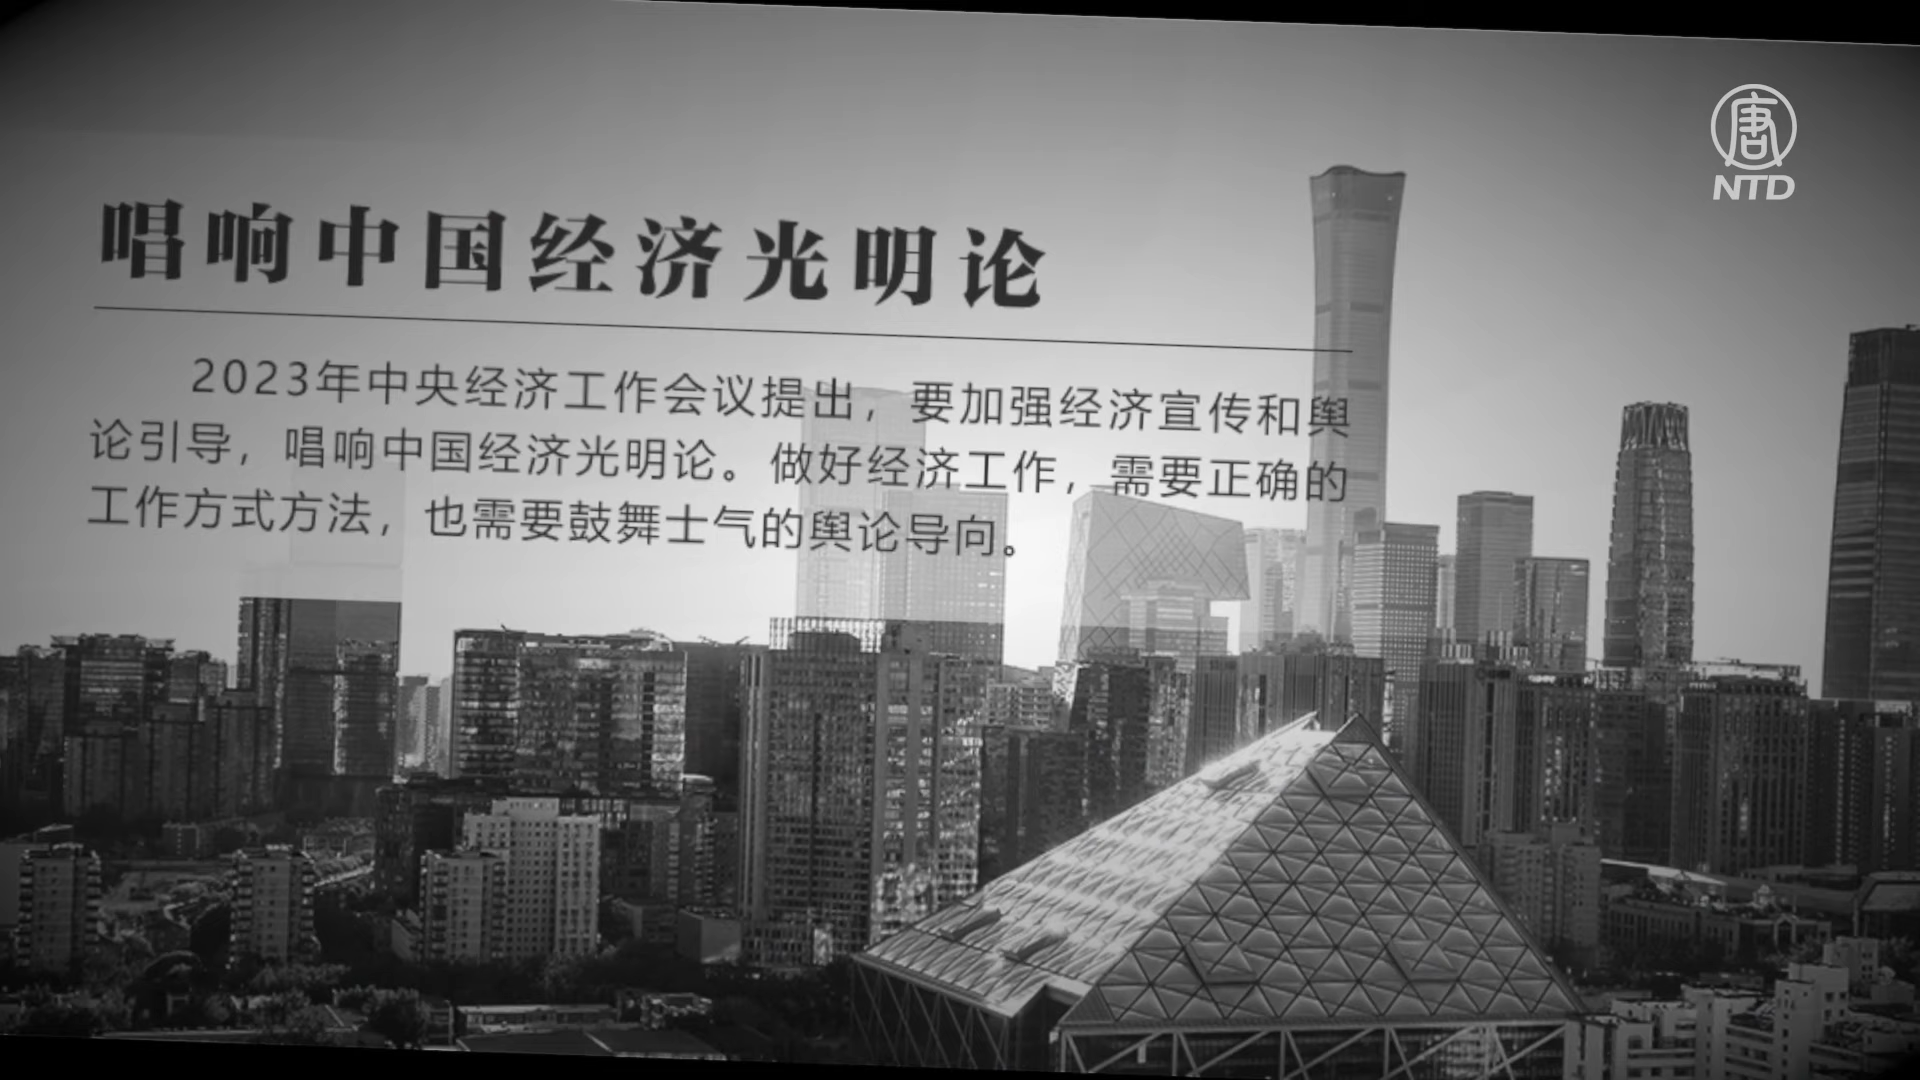 唱响中国经济光明论
2023年中央经济工作会议提出，要加强经济宣传和舆
论引导，唱响中国经济光明论。做好经济工作，需要正确的
工作方式方法，也需要鼓舞士气的舆论导向。
唐
NTD